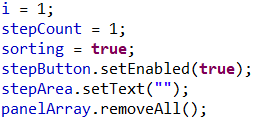 i = 1;
stepCount = 1;
sorting = true;
stepButton.setEnabled(true);
stepArea.setText("");
panelArray.removeAll();